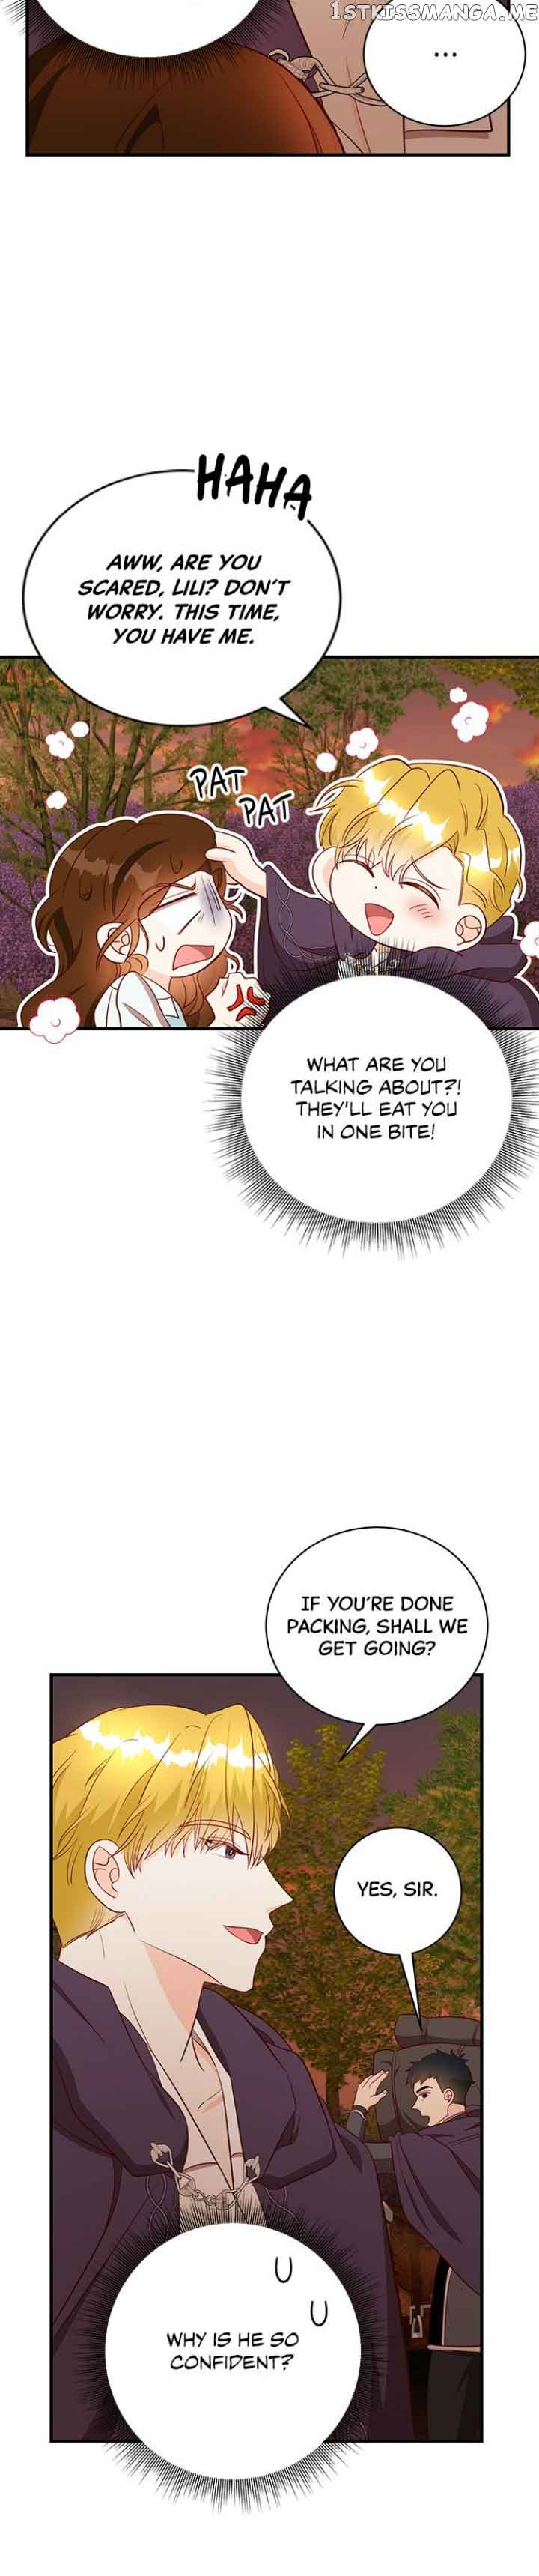 1STKISSMANGA.ME
...
HAHA
AWW, ARE YOU
SCARED, LILI? DON'T
WORRY. THIS TIME,
YOU HAVE ME.
PAT
PAT
WHAT ARE YOU
TALKING ABOUT?!
THEY'LL EAT YOU
IN ONE BITE!
IF YOU'RE DONE
PACKING, SHALL WE
GET GOING?
YES, SIR.
WHY IS HE SO
CONFIDENT?